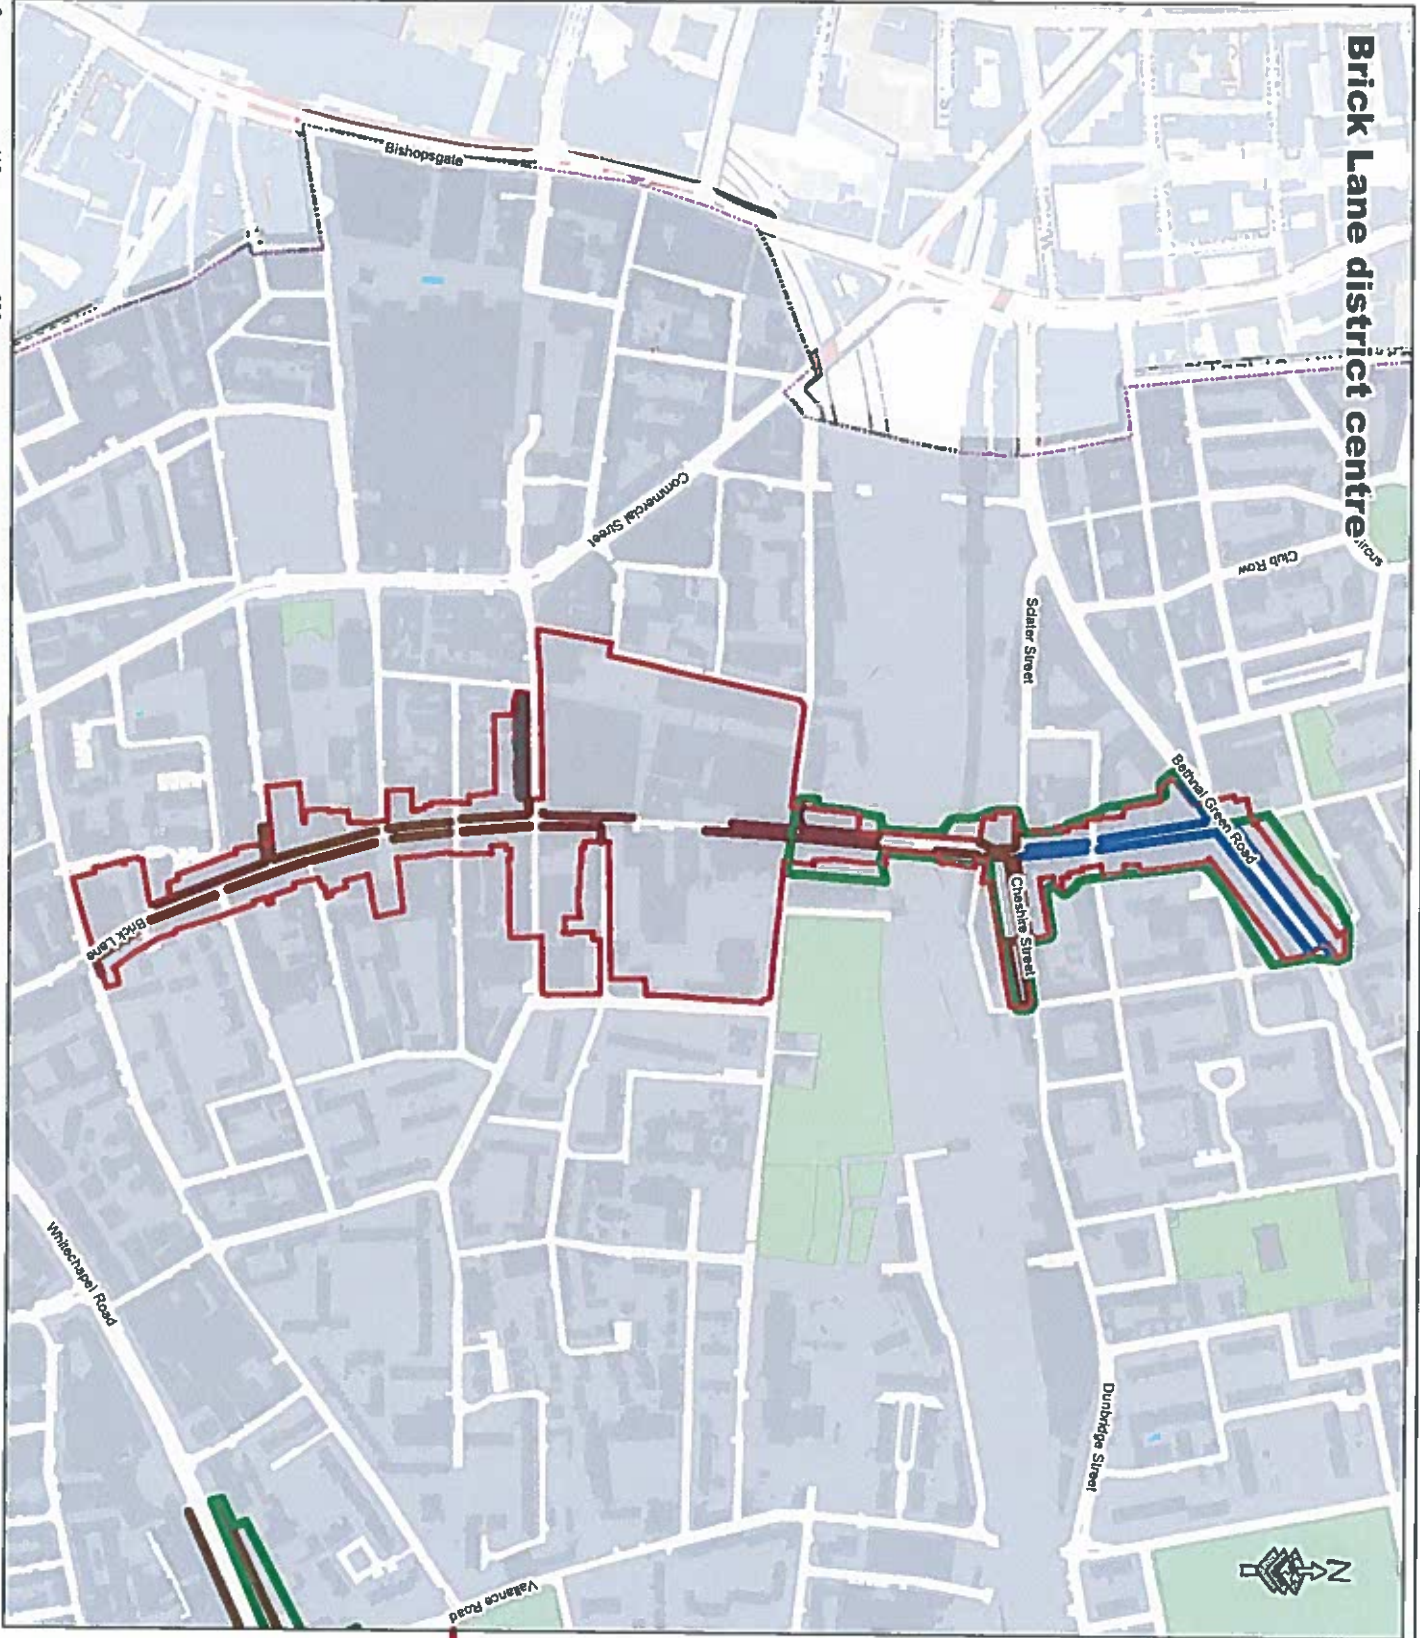 Brick Lane district centre
ircus
Club Row
Bethnal Green Road
Sclater Street
Cheshire Street
Dunbridge Street
Commercial Street
Bishopsgate
Brick Lane
Vallance Road
Whitechapel Road
N